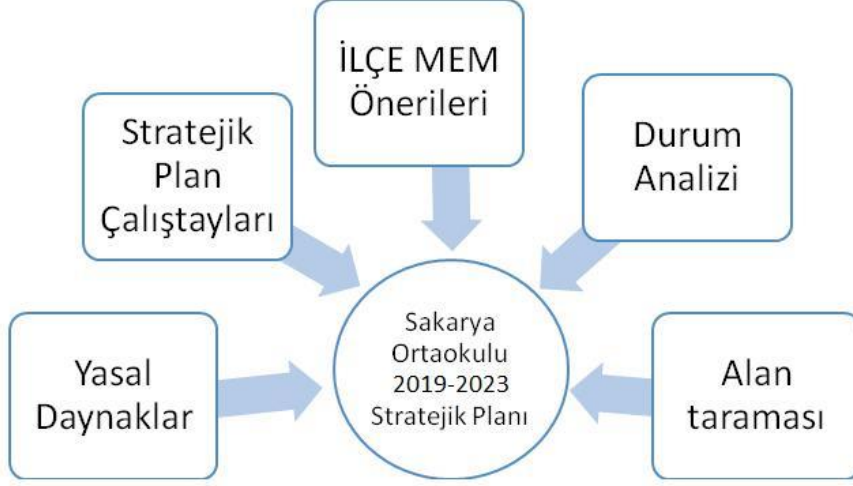 İLÇE MEM
Önerileri
Stratejik
Plan
Çalıştayları
Durum
Analizi
Yasal
Daynaklar
Sakarya
Ortaokulu
2019-2023
Stratejik Planı
Alan
taraması